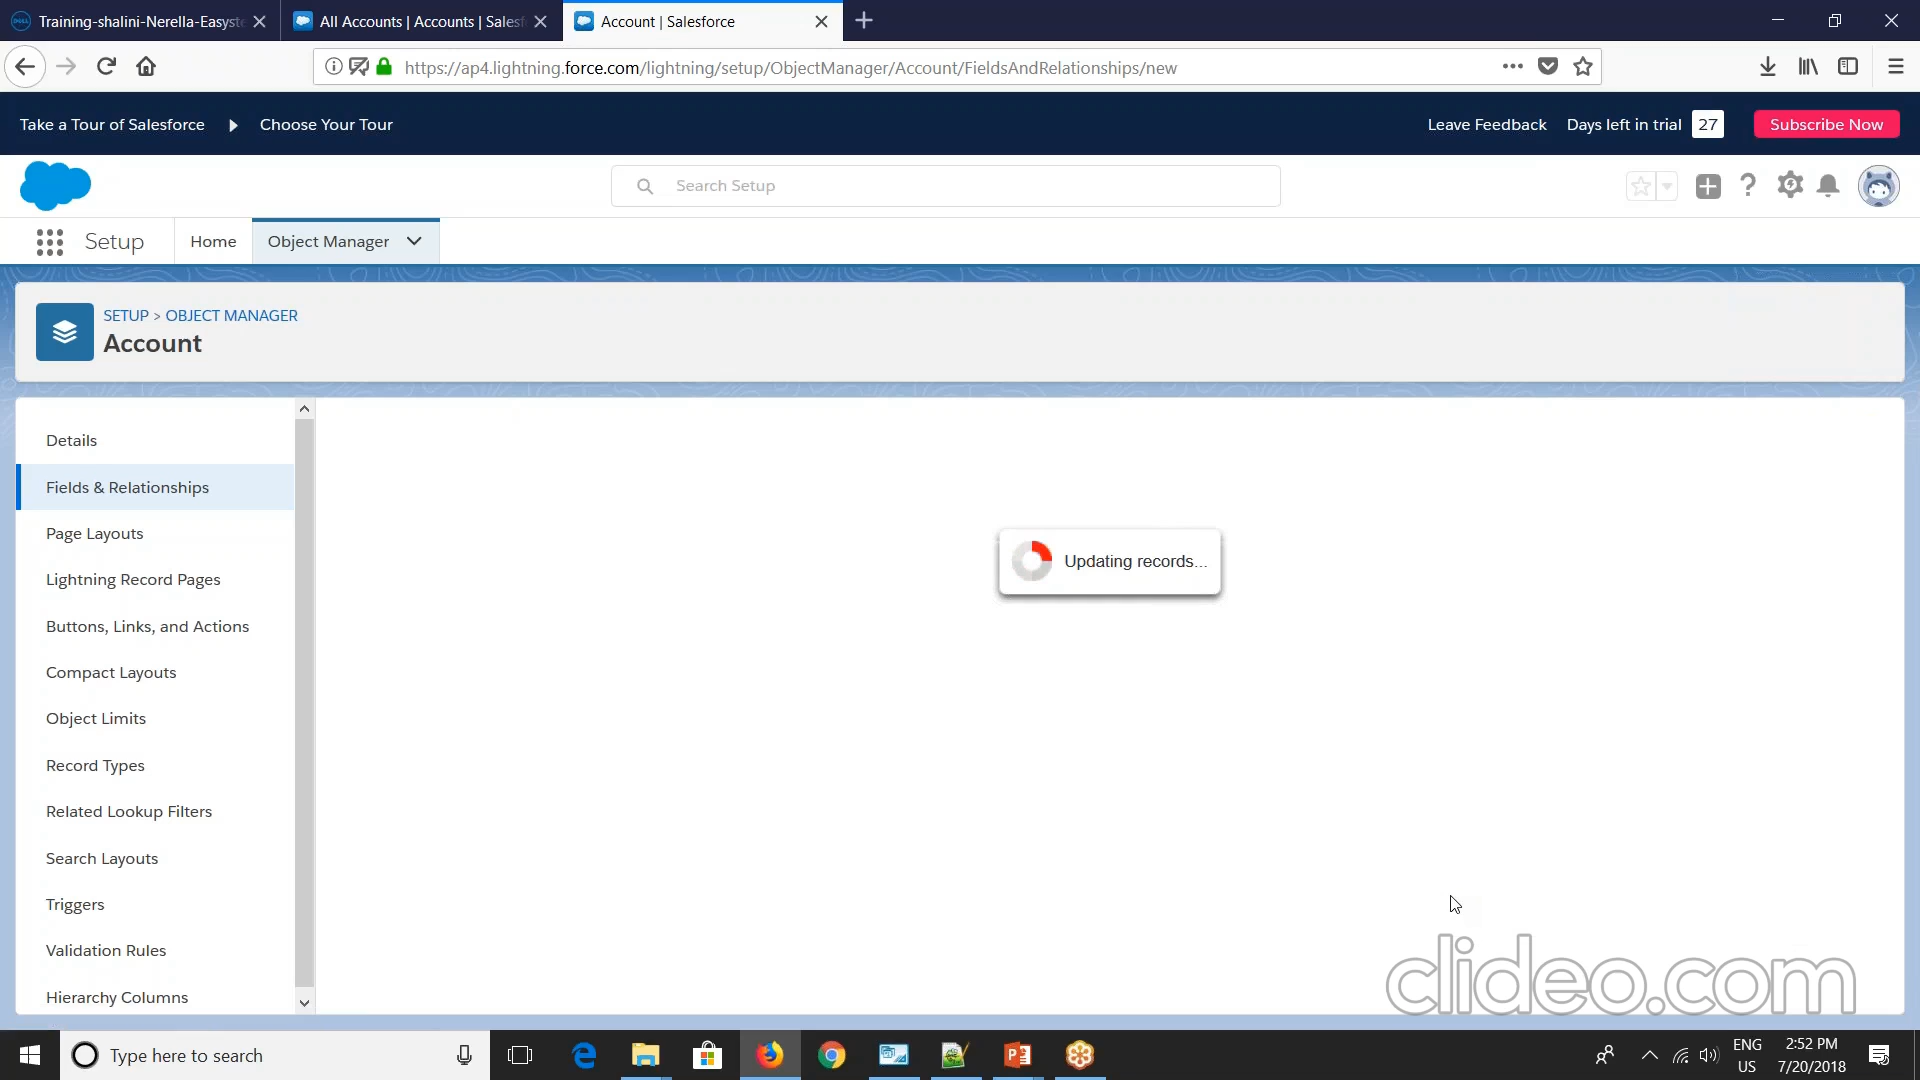 Training-shalini-Nerella-Easyste
All Accounts | Accounts | Salesf
Account | Salesforce
https://ap4.lightning.force.com/lightning/setup/ObjectManager/Account/FieldsAndRelationships/new
Take a Tour of Salesforce
Choose Your Tour
Leave Feedback
Days left in trial
27
Subscribe Now
Search Setup
Setup
Home
Object Manager
SETUP > OBJECT MANAGER
Account
Details
Fields & Relationships
Page Layouts
Lightning Record Pages
Buttons, Links, and Actions
Compact Layouts
Object Limits
Record Types
Related Lookup Filters
Search Layouts
Triggers
Validation Rules
Hierarchy Columns
Updating records...
clideo.com
Type here to search
ENG
US
2:52 PM
7/20/2018